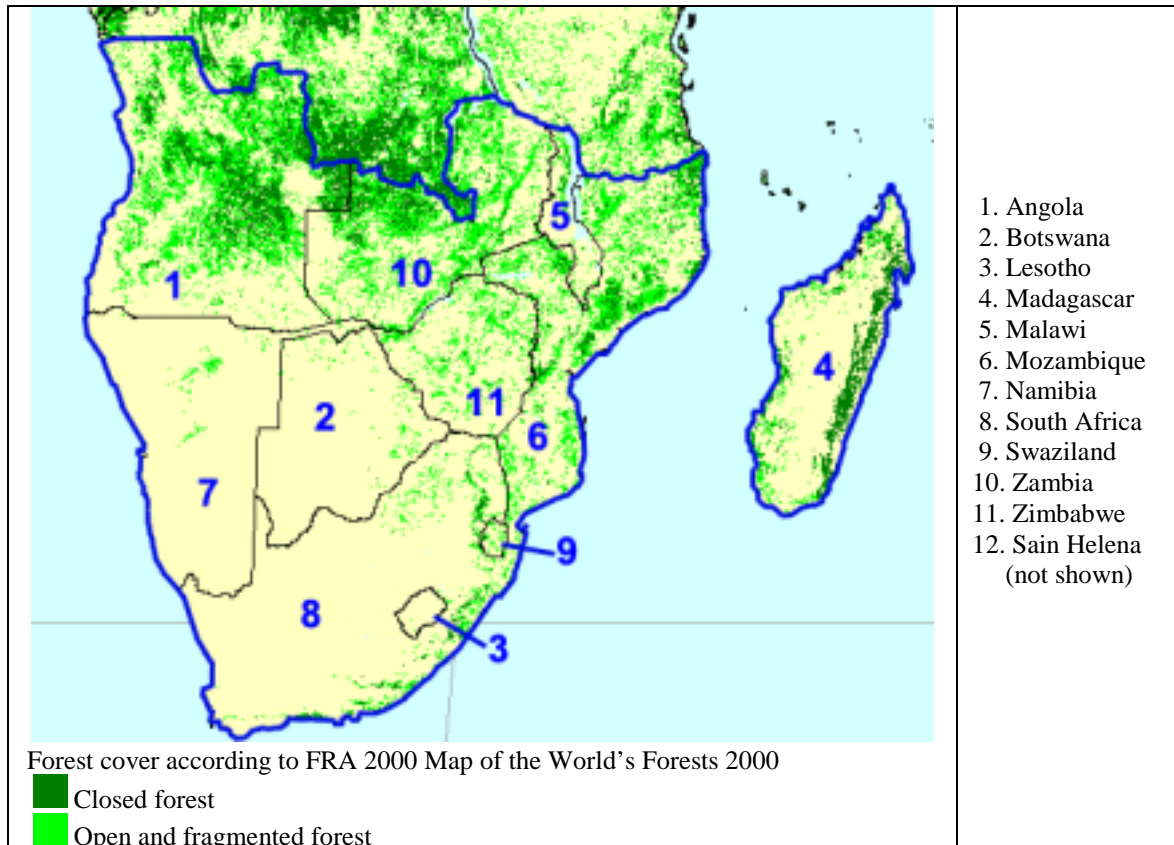 1
10
5
4
2
11
6
7
9
8
3
Forest cover according to FRA 2000 Map of the World's Forests 2000
Closed forest
Open and fragmented forest
1. Angola
2. Botswana
3. Lesotho
4. Madagascar
5. Malawi
6. Mozambique
7. Namibia
8. South Africa
9. Swaziland
10. Zambia
11. Zimbabwe
12. Sain Helena
(not shown)